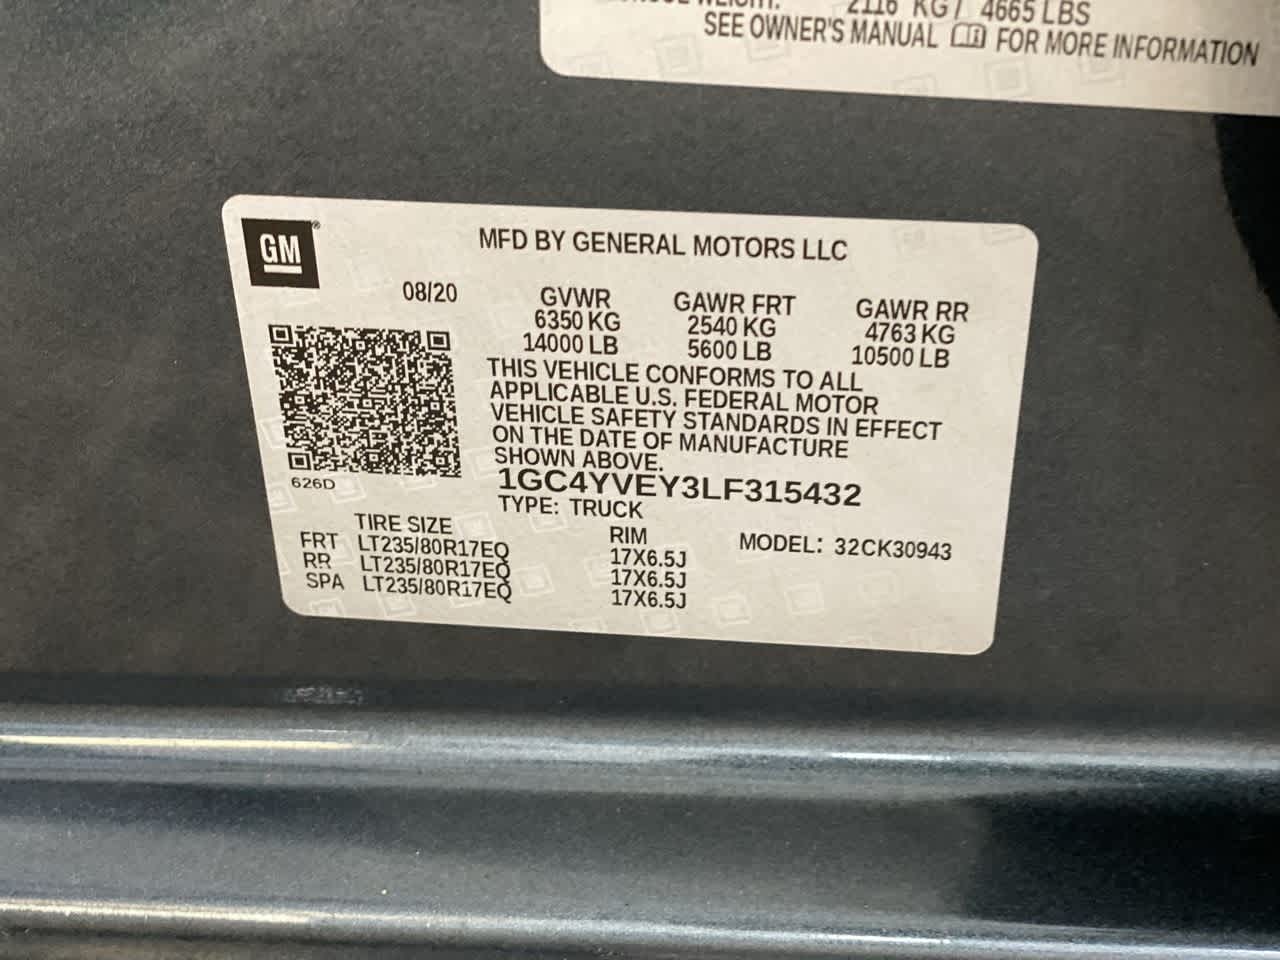 2116 KG / 4665 LBS
SEE OWNER'S MANUAL FOR MORE INFORMATION
GM®
MFD BY GENERAL MOTORS LLC
08/20
GVWR GAWR FRT GAWR RR
6350 KG 2540 KG 4763 KG
14000 LB 5600 LB 10500 LB
THIS VEHICLE CONFORMS TO ALL
APPLICABLE U.S. FEDERAL MOTOR
VEHICLE SAFETY STANDARDS IN EFFECT
ON THE DATE OF MANUFACTURE
SHOWN ABOVE.
626D
1GC4YVEY3LF315432
TYPE: TRUCK
TIRE SIZE RIM
FRT LT235/80R17EQ 17X6.5J
RR LT235/80R17EQ 17X6.5J
SPA LT235/80R17EQ 17X6.5J
MODEL: 32CK30943